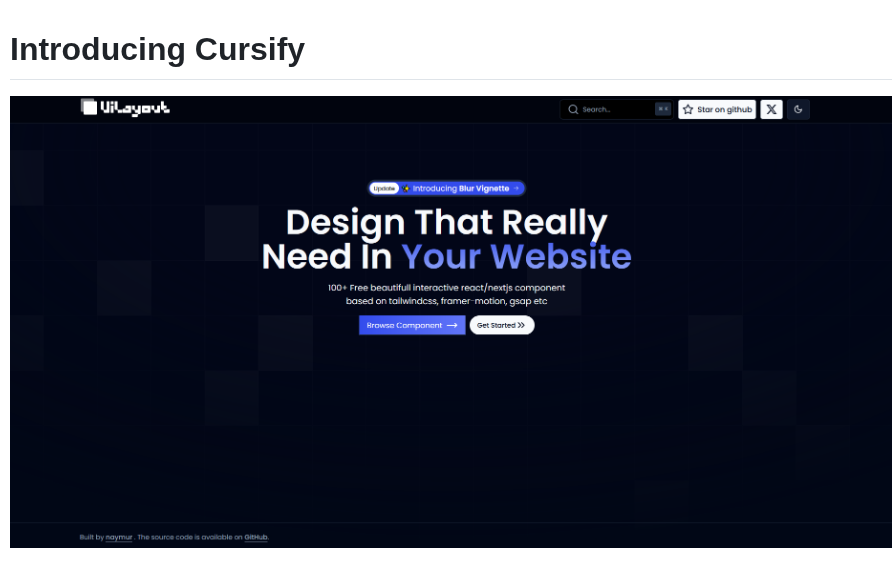 Introducing Cursify
UiLayout
Search...
⌘ K
Star on github
Update Introducing Blur Vignette →
Design That Really
Need In Your Website
100+ Free beautifull interactive react/nextjs component
based on tailwindcss, framer-motion, gsap etc
Browse Component
Get Started
Built by naymur . The source code is available on GitHub.